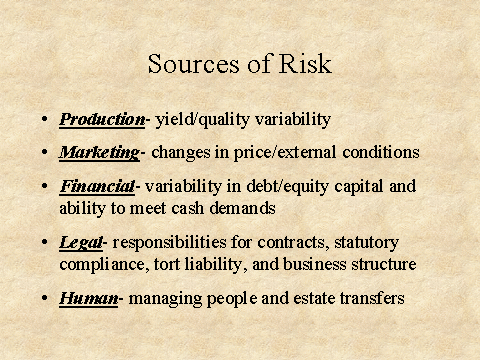 Sources of Risk
• Production- yield/quality variability
• Marketing- changes in price/external conditions
• Financial- variability in debt/equity capital and
ability to meet cash demands
• Legal- responsibilities for contracts, statutory
compliance, tort liability, and business structure
• Human- managing people and estate transfers